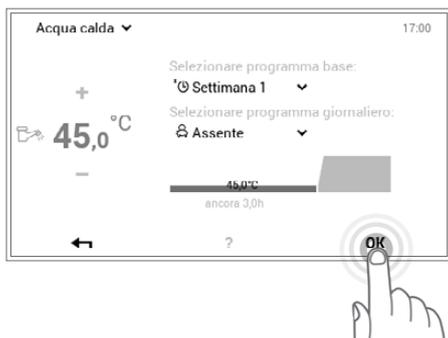 Acqua calda
17:00
Selezionare programma base:
Settimana 1
+
Selezionare programma giornaliero:
45,0°C
Assente
−
45,0°C
ancora 3,0h
?
OK